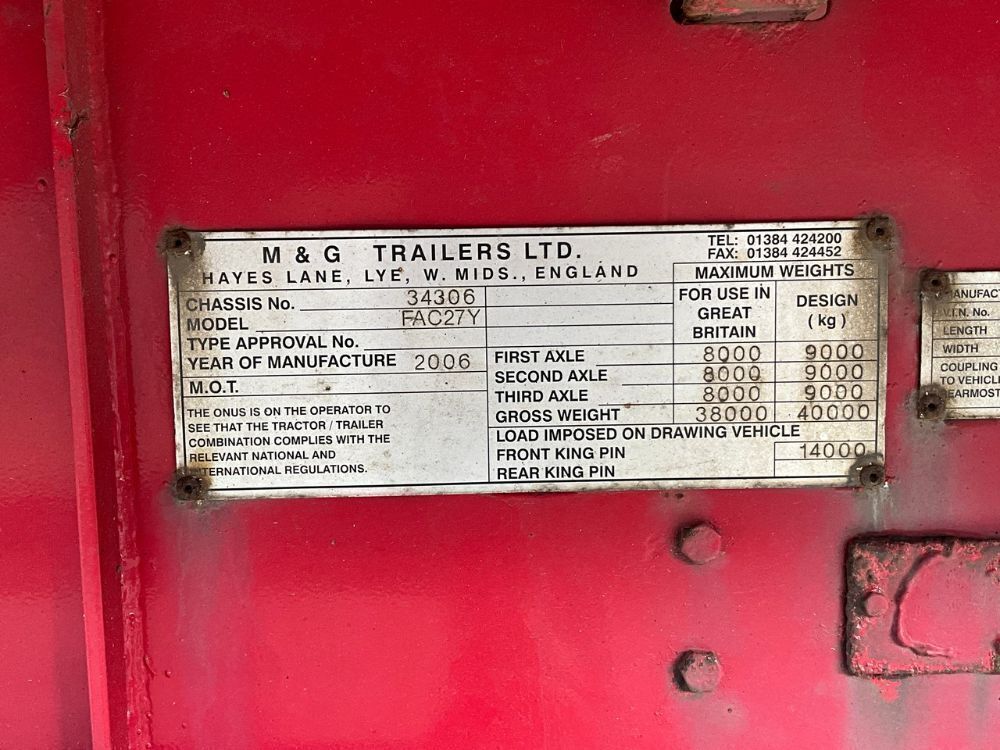 M & G TRAILERS LTD.
HAYES LANE, LYE, W. MIDS., ENGLAND
TEL: 01384 424200
FAX: 01384 424452
CHASSIS No. 34306
MODEL FAC27Y
TYPE APPROVAL No.
YEAR OF MANUFACTURE 2006
M.O.T.
THE ONUS IS ON THE OPERATOR TO
SEE THAT THE TRACTOR / TRAILER
COMBINATION COMPLIES WITH THE
RELEVANT NATIONAL AND
INTERNATIONAL REGULATIONS.
MAXIMUM WEIGHTS
FOR USE IN GREAT BRITAIN DESIGN (kg)
FIRST AXLE 8000 9000
SECOND AXLE 8000 9000
THIRD AXLE 8000 9000
GROSS WEIGHT 38000 40000
LOAD IMPOSED ON DRAWING VEHICLE
FRONT KING PIN 14000
REAR KING PIN
V.I.N. No.
LENGTH
WIDTH
COUPLING
TO